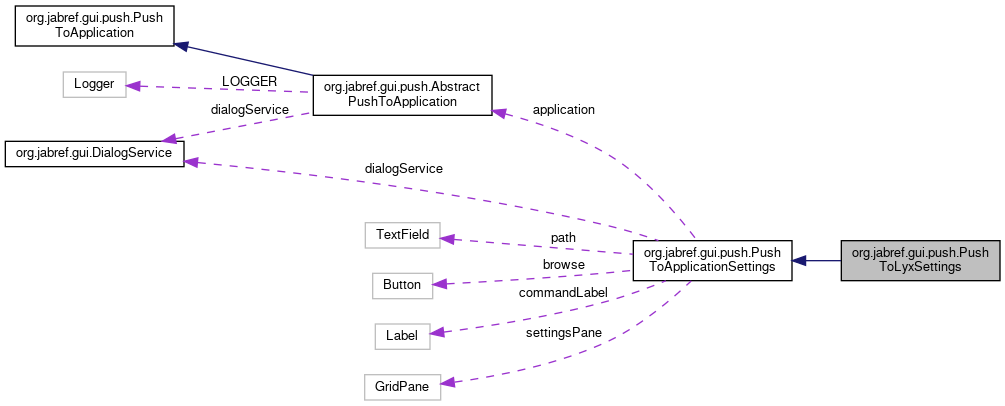 org.jabref.gui.push.Push
ToApplication
Logger
LOGGER
org.jabref.gui.push.Abstract
PushToApplication
dialogService
application
org.jabref.gui.DialogService
dialogService
TextField
path
org.jabref.gui.push.Push
ToApplicationSettings
org.jabref.gui.push.Push
ToLyxSettings
browse
Button
commandLabel
Label
settingsPane
GridPane